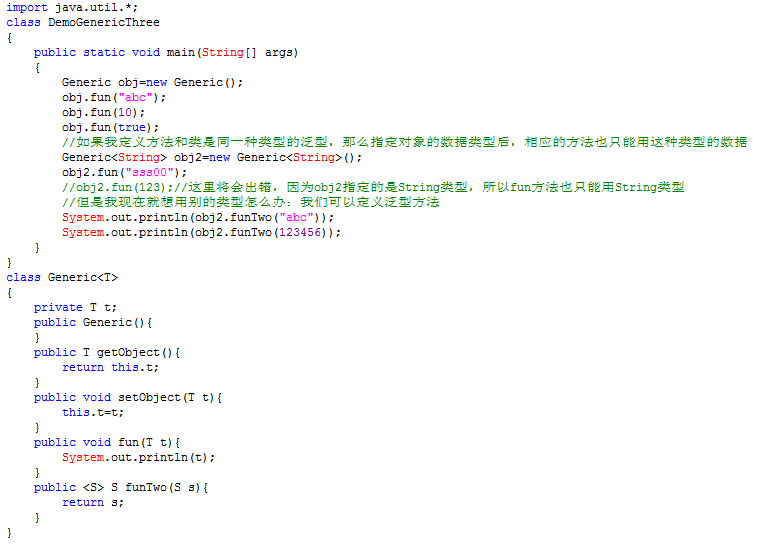 import java.util.*;
class DemoGenericThree
{
    public static void main(String[] args)
    {
        Generic obj=new Generic();
        obj.fun("abc");
        obj.fun(10);
        obj.fun(true);
        //如果我定义方法和类是同一种类型的泛型，那么指定对象的数据类型后，相应的方法也只能用这种类型的数据
        Generic<String> obj2=new Generic<String>();
        obj2.fun("sss00");
        //obj2.fun(123);//这里将会出错，因为obj2指定的是String类型，所以fun方法也只能用String类型
        //但是我现在就想用别的类型怎么办：我们可以定义泛型方法
        System.out.println(obj2.funTwo("abc"));
        System.out.println(obj2.funTwo(123456));
    }
}
class Generic<T>
{
    private T t;
    public Generic(){
    }
    public T getObject(){
        return this.t;
    }
    public void setObject(T t){
        this.t=t;
    }
    public void fun(T t){
        System.out.println(t);
    }
    public <S> S funTwo(S s){
        return s;
    }
}